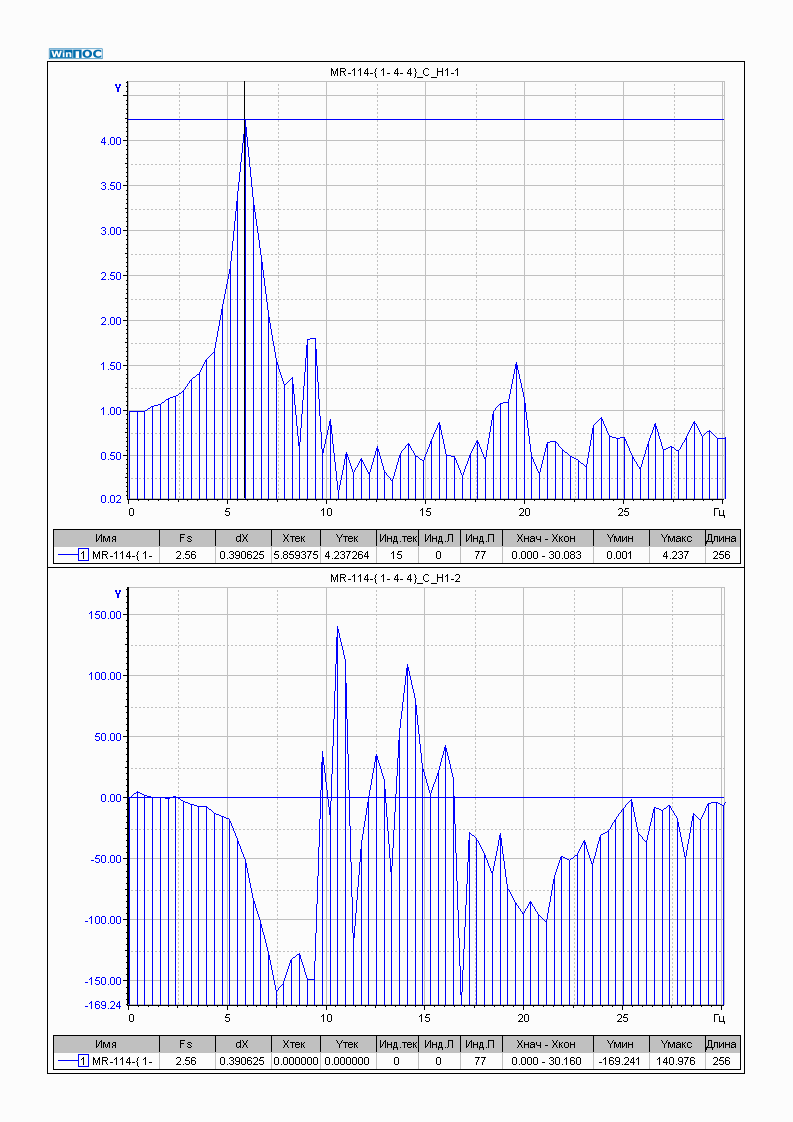 WinПОС
MR-114-{ 1- 4- 4}_C_H1-1
Y
4.00
3.50
3.00
2.50
2.00
1.50
1.00
0.50
0.02
0 5 10 15 20 25 Гц
Имя Fs dX Xтек Yтек Инд.тек Инд.Л Инд.П Xнач - Xкон Yмин Yмакс Длина
1 MR-114-{ 1- 2.56 0.390625 5.859375 4.237264 15 0 77 0.000 - 30.083 0.001 4.237 256
MR-114-{ 1- 4- 4}_C_H1-2
Y
150.00
100.00
50.00
0.00
-50.00
-100.00
-150.00
-169.24
0 5 10 15 20 25 Гц
Имя Fs dX Xтек Yтек Инд.тек Инд.Л Инд.П Xнач - Xкон Yмин Yмакс Длина
1 MR-114-{ 1- 2.56 0.390625 0.000000 0.000000 0 0 77 0.000 - 30.160 -169.241 140.976 256